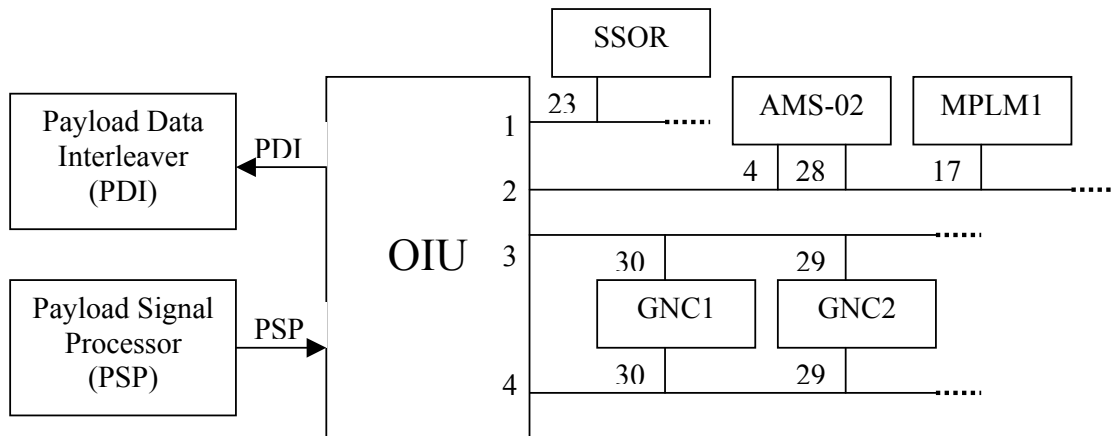 SSOR
23
AMS-02
MPLM1
Payload Data
Interleaver
(PDI)
PDI
1
4
28
17
2
OIU
3
30
29
Payload Signal
Processor
(PSP)
PSP
GNC1
GNC2
30
29
4